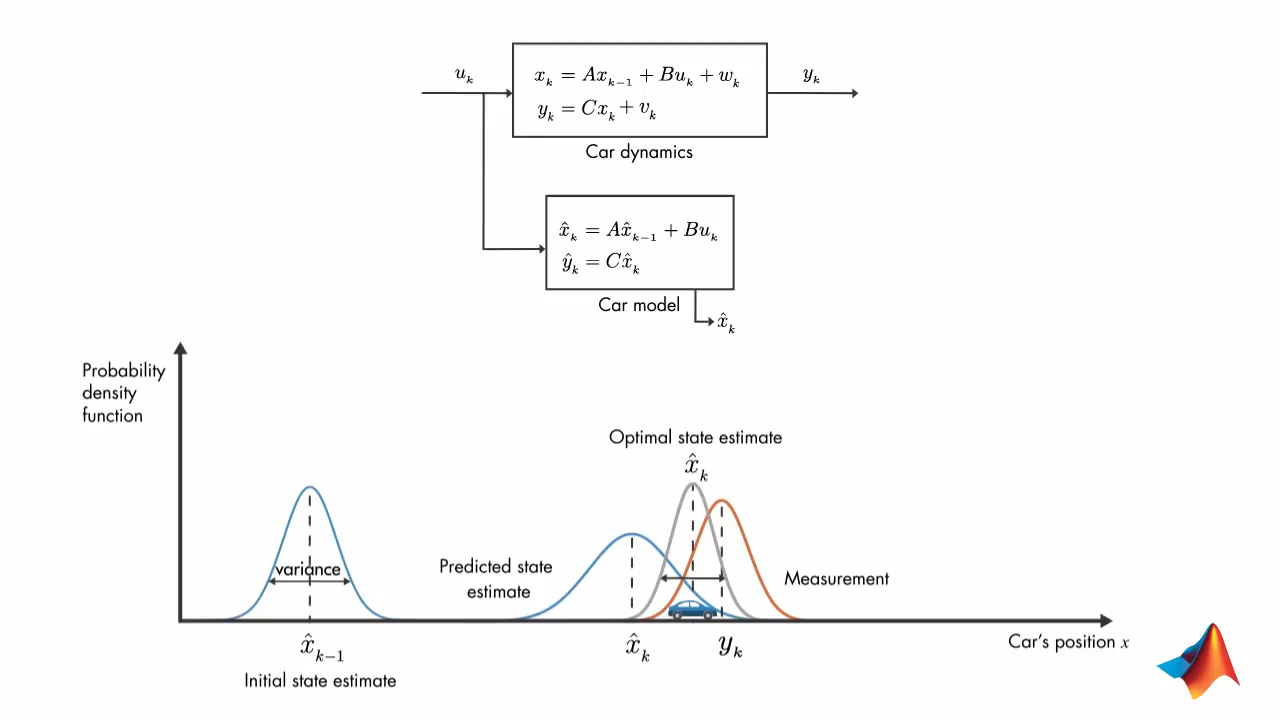 u_k
x_k = Ax_{k−1} + Bu_k + w_k
y_k = Cx_k + v_k
y_k
Car dynamics
x̂_k = Ax̂_{k−1} + Bu_k
ŷ_k = Cx̂_k
Car model
x̂_k
Probability
density
function
Optimal state estimate
x̂_k
variance
Predicted state
estimate
Measurement
x̂_{k−1}
x̂_k
y_k
Car's position x
Initial state estimate